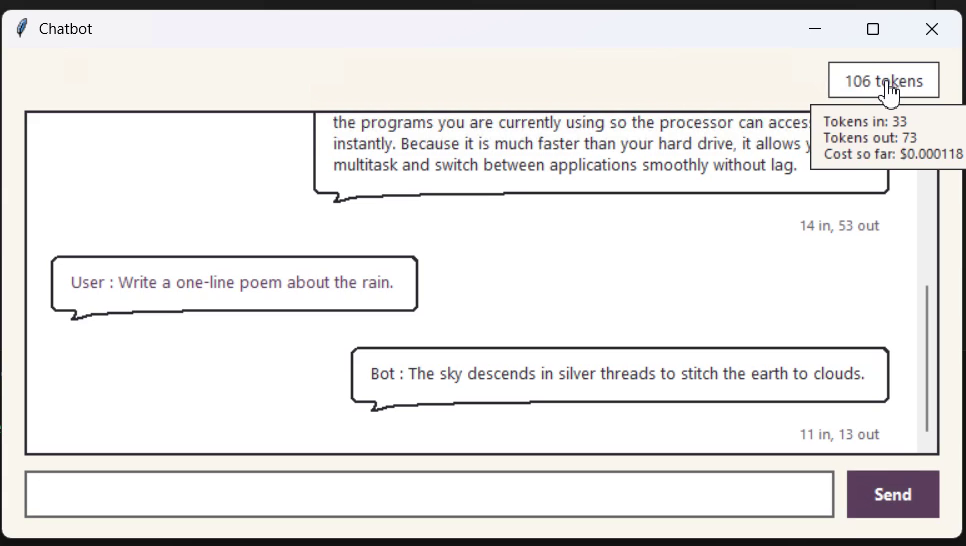 Chatbot
106 tokens
Tokens in: 33
Tokens out: 73
Cost so far: $0.000118
the programs you are currently using so the processor can
instantly. Because it is much faster than your hard drive, it allows
multitask and switch between applications smoothly without lag.
14 in, 53 out
User : Write a one-line poem about the rain.
Bot : The sky descends in silver threads to stitch the earth to clouds.
11 in, 13 out
Send